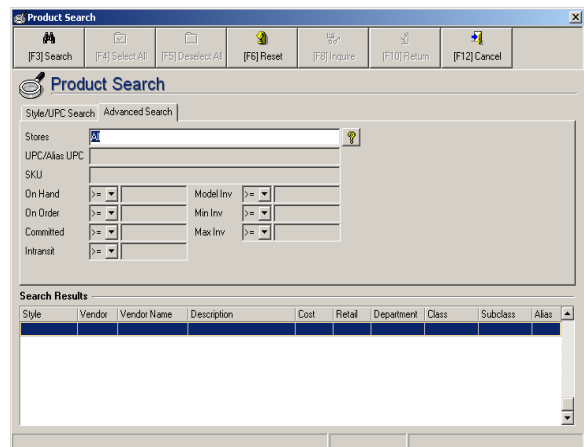 Product Search
[F3] Search [F4] Select All [F5] Deselect All [F6] Reset [F8] Inquire [F10] Return [F12] Cancel
Product Search
Style/UPC Search Advanced Search
Stores All ?
UPC/Alias UPC
SKU
On Hand >= Model Inv >=
On Order >= Min Inv >=
Committed >= Max Inv >=
Intransit >=
Search Results
Style Vendor Vendor Name Description Cost Retail Department Class Subclass Alias